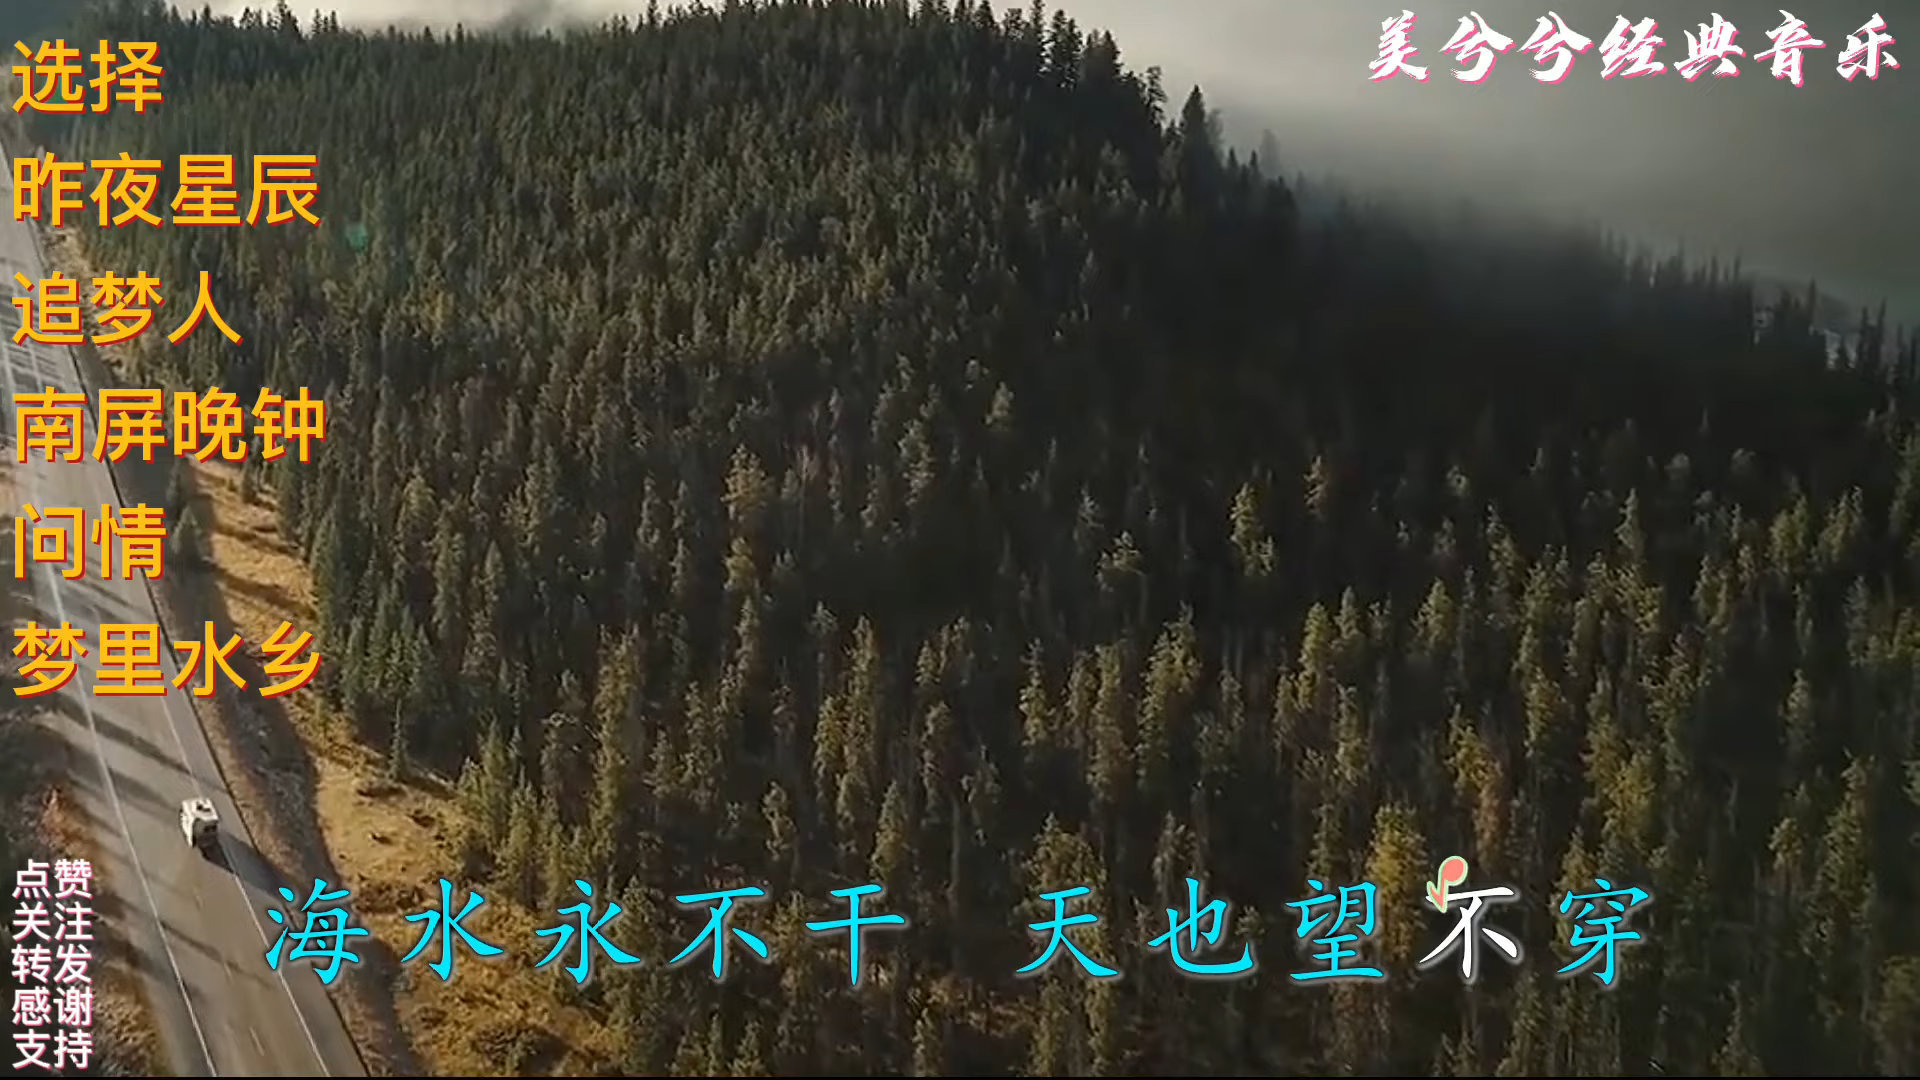 美兮兮经典音乐
选择
昨夜星辰
追梦人
南屏晚钟
问情
梦里水乡
点赞
关注
转发
感谢
支持
海水永不干 天也望不穿